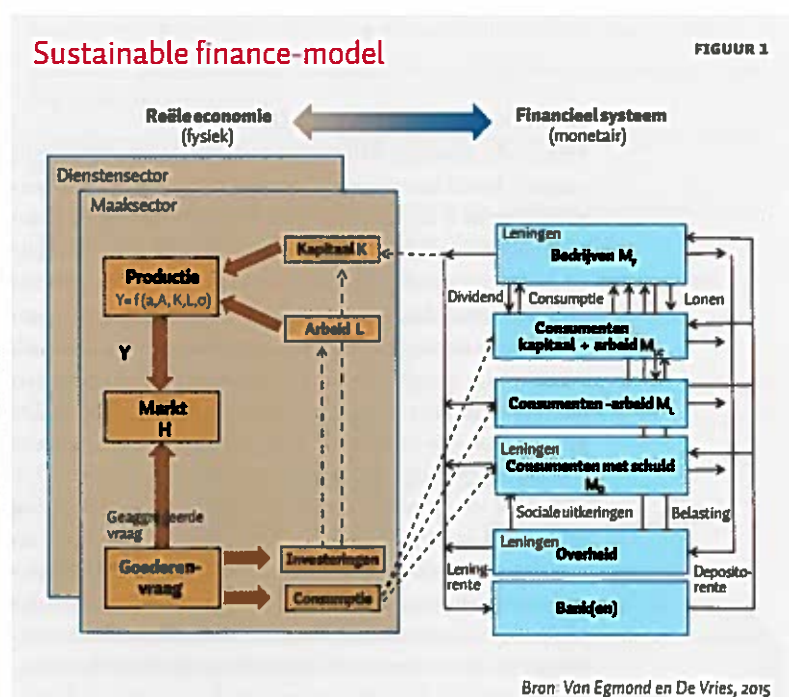 Sustainable finance-model
FIGUUR 1
Reële economie
(fysiek)
Financieel systeem
(monetair)
Dienstensector
Maaksector
Kapitaal K
Productie
Y=f(a,A,K,L,σ)
Arbeid L
Y
Markt
H
Geaggregeerde
vraag
Goederen-
vraag
Investeringen
Consumptie
Leningen
Bedrijven
Dividend
Consumptie
Lonen
Consumenten
kapitaal + arbeid
Consumenten-arbeid M_L
Leningen
Consumenten met schuld
Sociale uitkeringen
Belasting
Leningen
Overheid
Lening-
rente
Deposito-
rente
Bank(en)
Bron: Van Egmond en De Vries, 2015